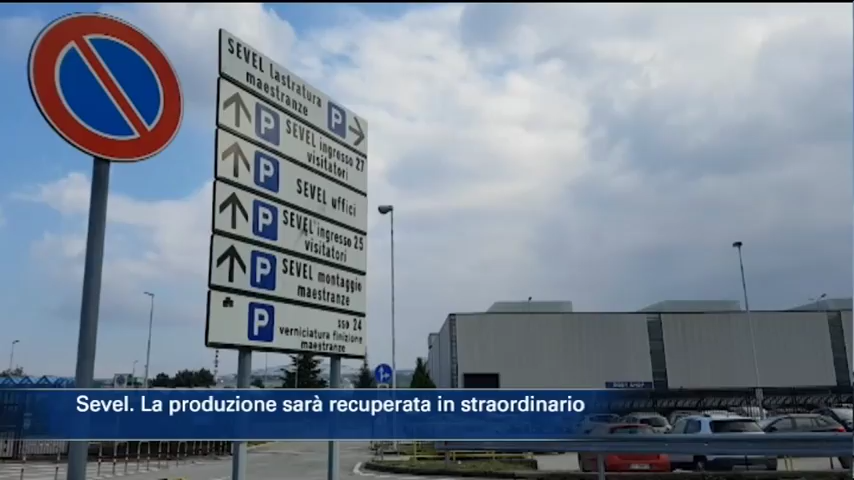 SEVEL lastratura
maestranze
P
P
SEVEL ingresso 27
visitatori
P
SEVEL uffici
P
SEVEL ingresso 25
visitatori
P
SEVEL montaggio
maestranze
P
sso 24
verniciatura finizione
maestranze
Sevel. La produzione sarà recuperata in straordinario